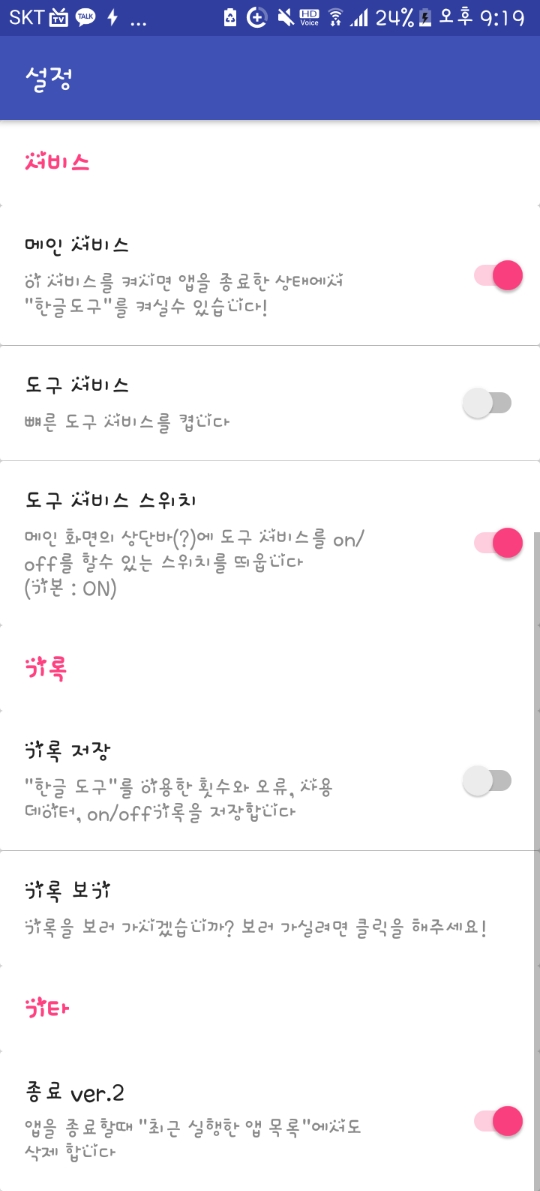 SKT TV TALK ... HD Voice 24% 오후 9:19
설정
서비스
메인 서비스
이 서비스를 켜시면 앱을 종료한 상태에서
"한글도구"를 켜실수 있습니다!
도구 서비스
빠른 도구 서비스를 켭니다
도구 서비스 스위치
메인 화면의 상단바(?)에 도구 서비스를 on/
off를 할수 있는 스위치를 띄웁니다
(기본 : ON)
기록
기록 저장
"한글 도구"를 이용한 횟수와 오류, 사용
데이터, on/off기록을 저장합니다
기록 보기
기록을 보러 가시겠습니까? 보러 가실려면 클릭을 해주세요!
기타
종료 ver.2
앱을 종료할때 "최근 실행한 앱 목록"에서도
삭제 합니다